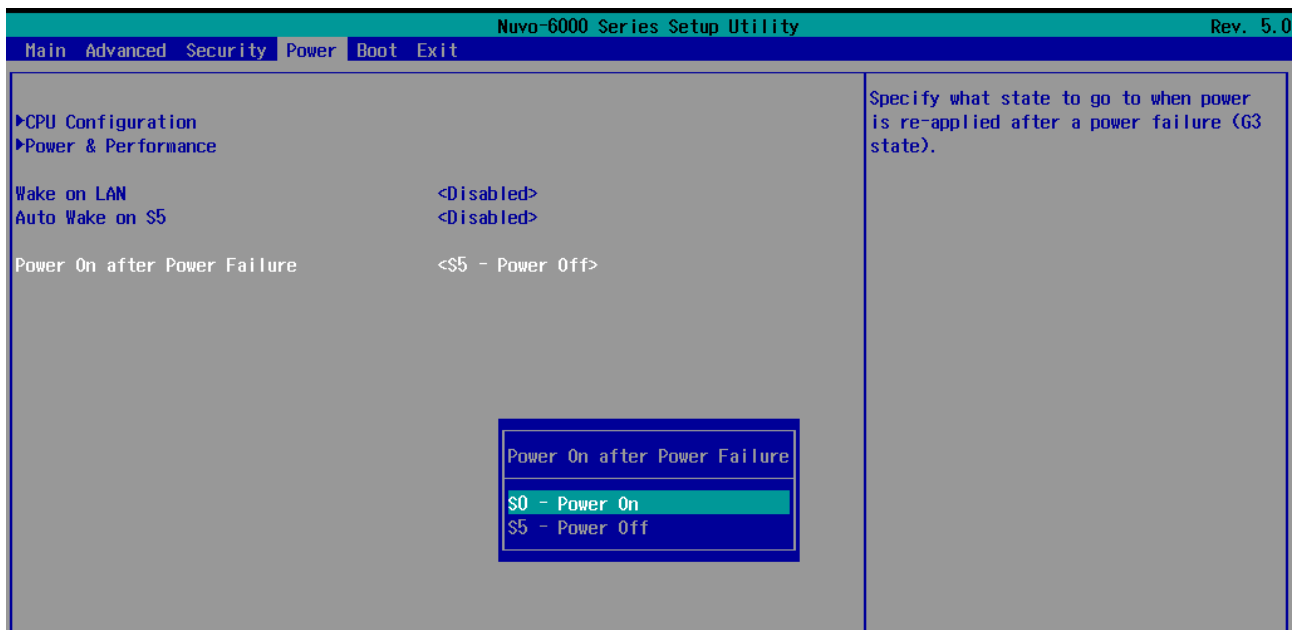 Nuvo-6000 Series Setup Utility Rev. 5.0
Main Advanced Security Power Boot Exit
▶CPU Configuration
▶Power & Performance
Wake on LAN <Disabled>
Auto Wake on S5 <Disabled>
Power On after Power Failure <S5 - Power Off>
Specify what state to go to when power
is re-applied after a power failure (G3
state).
Power On after Power Failure
S0 - Power On
S5 - Power Off